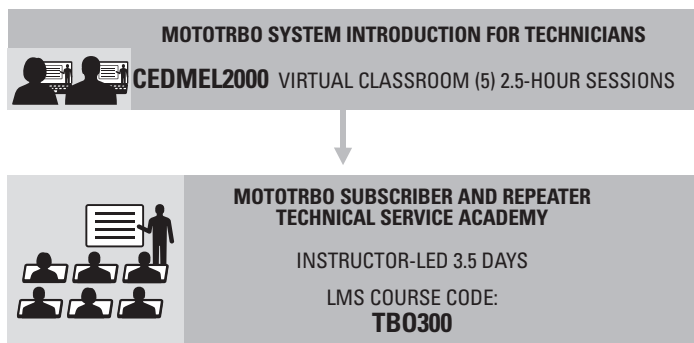 MOTOTRBO SYSTEM INTRODUCTION FOR TECHNICIANS
CEDMEL2000 VIRTUAL CLASSROOM (5) 2.5-HOUR SESSIONS
MOTOTRBO SUBSCRIBER AND REPEATER
TECHNICAL SERVICE ACADEMY
INSTRUCTOR-LED 3.5 DAYS
LMS COURSE CODE:
TBO300